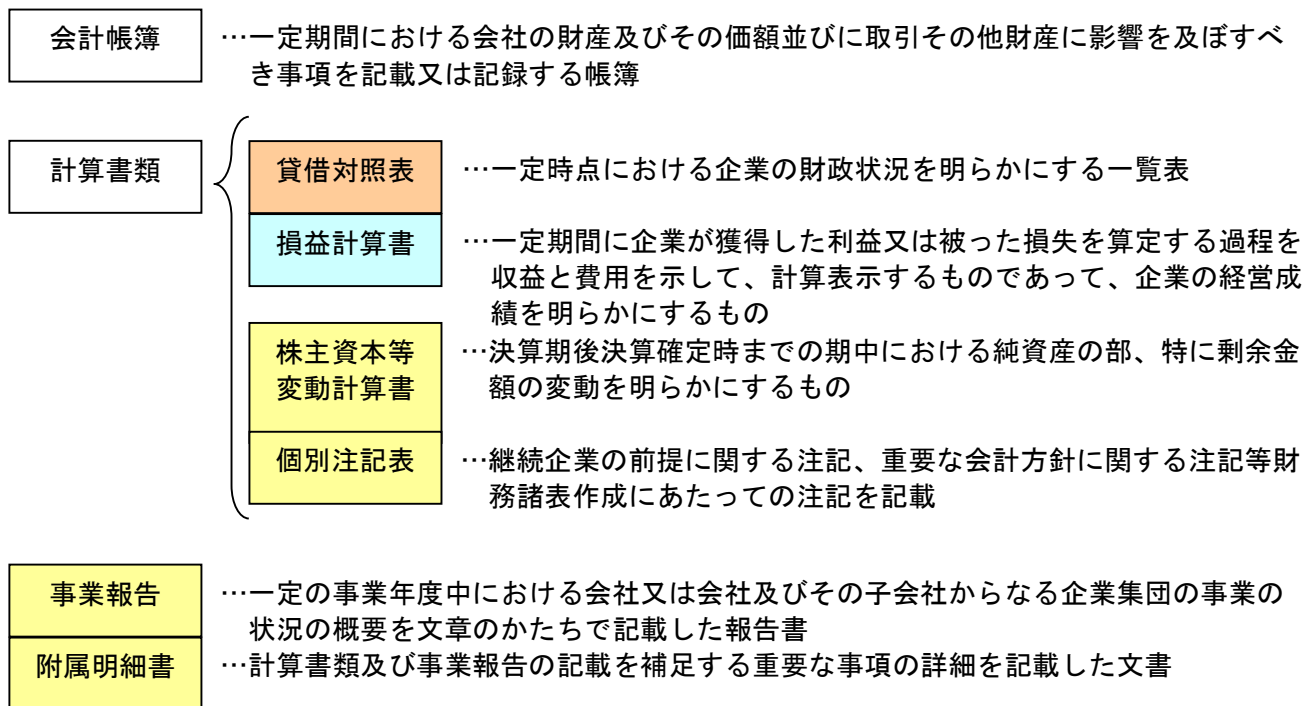 会計帳簿 …一定期間における会社の財産及びその価額並びに取引その他財産に影響を及ぼすべ
き事項を記載又は記録する帳簿
計算書類 貸借対照表 …一定時点における企業の財政状況を明らかにする一覧表
損益計算書 …一定期間に企業が獲得した利益又は被った損失を算定する過程を
収益と費用を示して、計算表示するものであって、企業の経営成
績を明らかにするもの
株主資本等 …決算期後決算確定時までの期中における純資産の部、特に剰余金
変動計算書 額の変動を明らかにするもの
個別注記表 …継続企業の前提に関する注記、重要な会計方針に関する注記等財
務諸表作成にあたっての注記を記載
事業報告 …一定の事業年度中における会社又は会社及びその子会社からなる企業集団の事業の
状況の概要を文章のかたちで記載した報告書
附属明細書 …計算書類及び事業報告の記載を補足する重要な事項の詳細を記載した文書